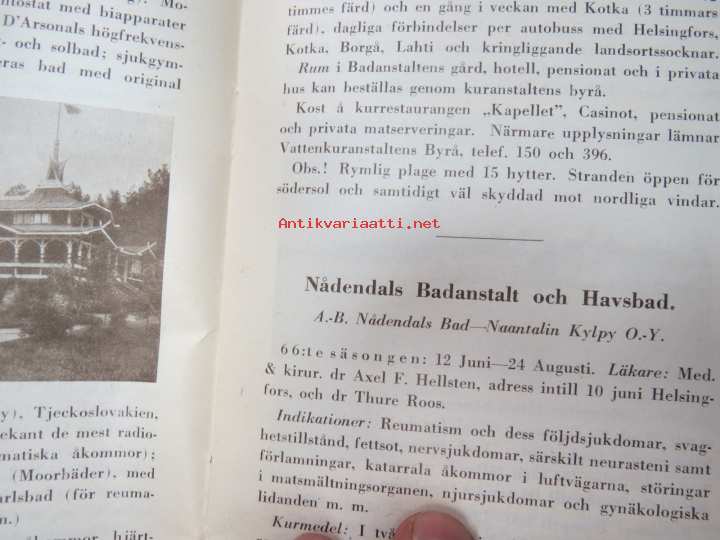 ntostat med biapparater
D'Arsonals högfrekvens-
- och solbad; sjukgym-
eras bad med original
y), Tjeckoslovakien,
ekant de mest radio-
matiska åkommor);
(Moorbäder), med
arlsbad (för reuma-
n.)
åkommor, hjärt-
timmes färd) och en gång i veckan med Kotka (3 timmars
färd), dagliga förbindelser per autobuss med Helsingfors,
Kotka, Borgå, Lahti och kringliggande landsortssocknar.
Rum i Badanstaltens gård, hotell, pensionat och i privata
hus kan beställas genom kuranstaltens byrå.
Kost å kurrestaurangen „Kapellet", Casinot, pensionat
och privata matserveringar. Närmare upplysningar lämnar
Vattenkuranstaltens Byrå, telef. 150 och 396.
Obs.! Rymlig plage med 15 hytter. Stranden öppen för
södersol och samtidigt väl skyddad mot nordliga vindar.
Antikvariaatti.net
Nådendals Badanstalt och Havsbad.
A.-B. Nådendals Bad—Naantalin Kylpy O.-Y.
66:te säsongen: 12 Juni—24 Augusti. Läkare: Med.
& kirur. dr Axel F. Hellsten, adress intill 10 juni Helsing-
fors, och dr Thure Roos.
Indikationer: Reumatism och dess följdsjukdomar, svag-
hetstillstånd, fettsot, nervsjukdomar, särskilt neurasteni samt
förlamningar, katarrala åkommor i luftvägarna, störingar
i matsmältningsorganen, njursjukdomar och gynäkologiska
lidanden m. m.
Kurmedel: I två